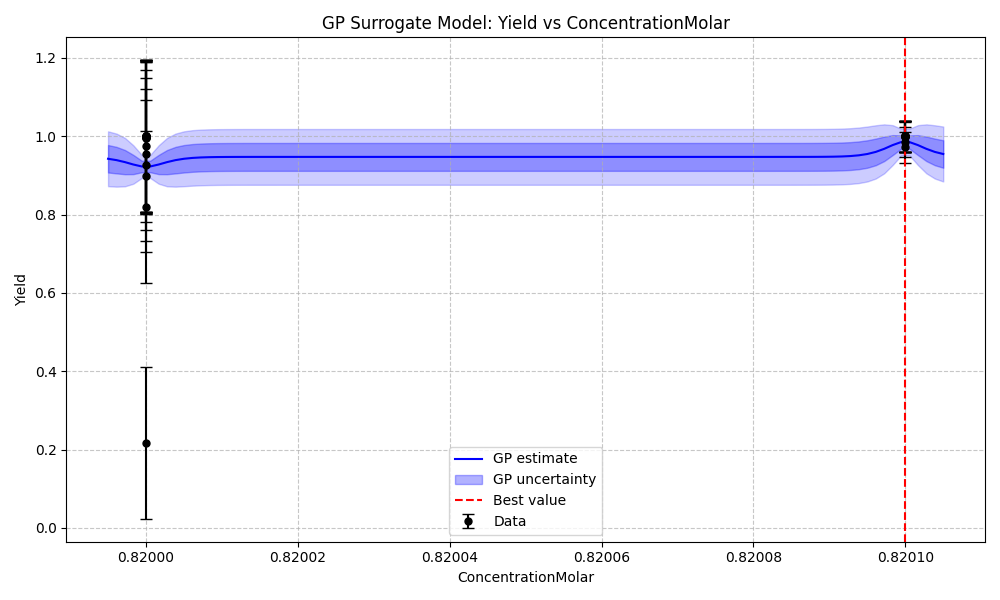 GP Surrogate Model: Yield vs ConcentrationMolar
Yield
1.2
1.0
0.8
0.6
0.4
0.2
0.0
GP estimate
GP uncertainty
Best value
Data
0.82000
0.82002
0.82004
0.82006
0.82008
0.82010
ConcentrationMolar